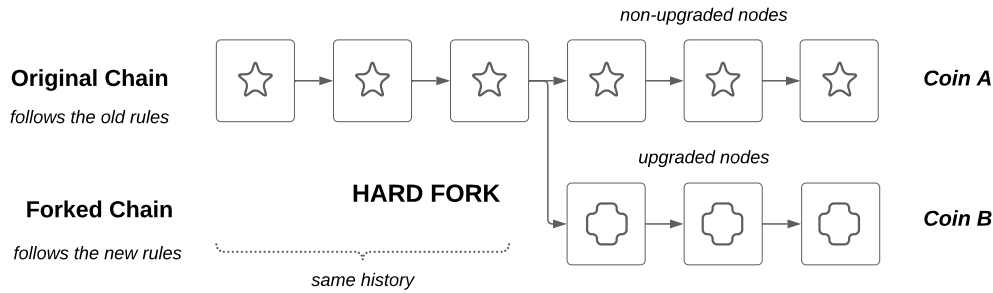 non-upgraded nodes
Original Chain
Coin A
follows the old rules
upgraded nodes
HARD FORK
Forked Chain
Coin B
follows the new rules
same history